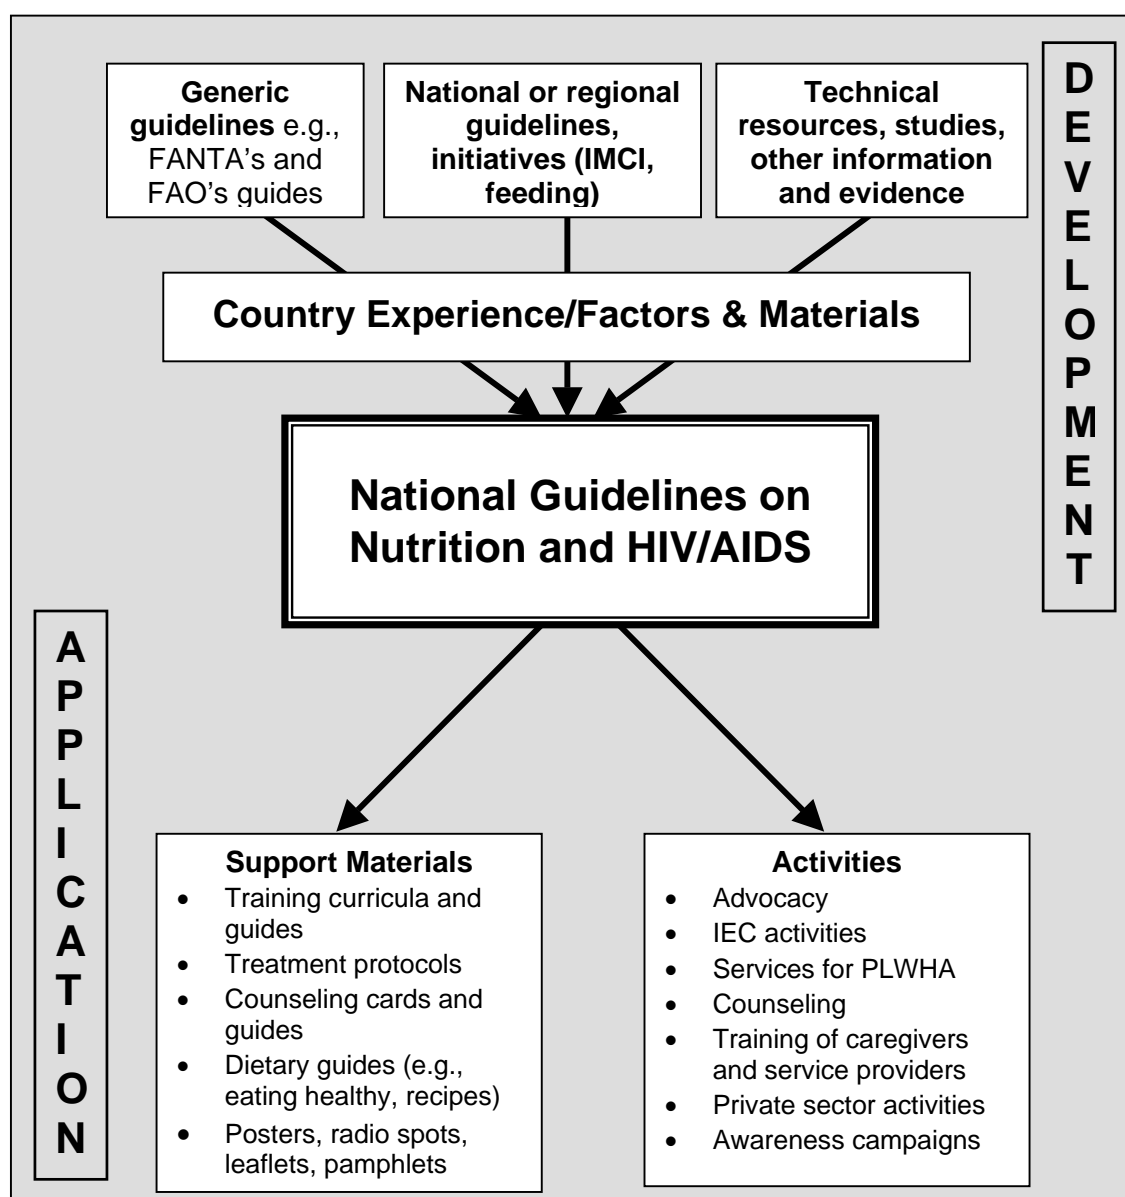 Generic
guidelines e.g.,
FANTA's and
FAO's guides
National or regional
guidelines,
initiatives (IMCI,
feeding)
Technical
resources, studies,
other information
and evidence
D
E
V
E
L
O
P
M
E
N
T
Country Experience/Factors & Materials
National Guidelines on
Nutrition and HIV/AIDS
A
P
P
L
I
C
A
T
I
O
N
Support Materials
• Training curricula and
guides
• Treatment protocols
• Counseling cards and
guides
• Dietary guides (e.g.,
eating healthy, recipes)
• Posters, radio spots,
leaflets, pamphlets
Activities
• Advocacy
• IEC activities
• Services for PLWHA
• Counseling
• Training of caregivers
and service providers
• Private sector activities
• Awareness campaigns